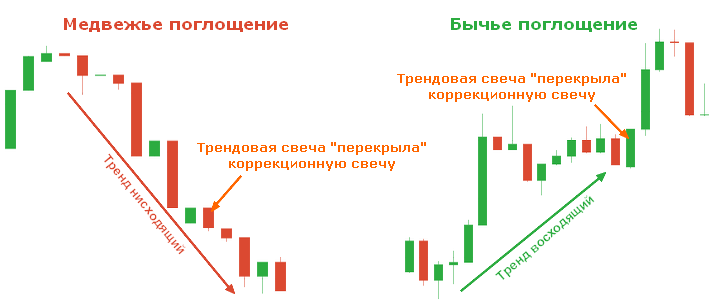 Медвежье поглощение
Бычье поглощение
Трендовая свеча "перекрыла"
коррекционную свечу
Трендовая свеча "перекрыла"
коррекционную свечу
Тренд нисходящий
Тренд восходящий